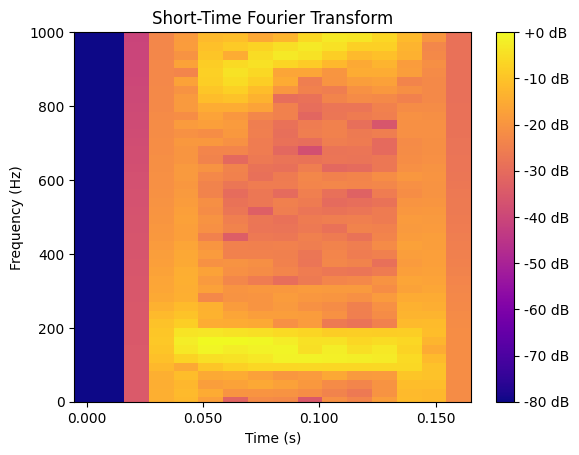 Short-Time Fourier Transform
1000
800
600
400
200
0
Frequency (Hz)
0.000
0.050
0.100
0.150
Time (s)
+0 dB
-10 dB
-20 dB
-30 dB
-40 dB
-50 dB
-60 dB
-70 dB
-80 dB